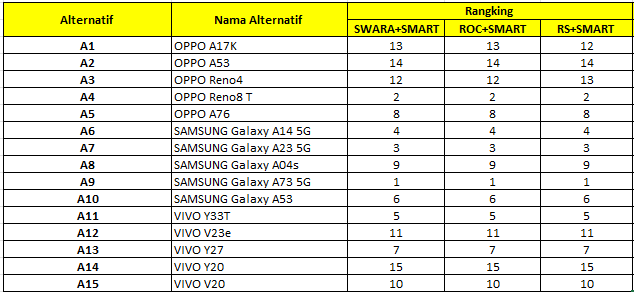 Alternatif Nama Alternatif Rangking
SWARA+SMART ROC+SMART RS+SMART
A1 OPPO A17K 13 13 12
A2 OPPO A53 14 14 14
A3 OPPO Reno4 12 12 13
A4 OPPO Reno8 T 2 2 2
A5 OPPO A76 8 8 8
A6 SAMSUNG Galaxy A14 5G 4 4 4
A7 SAMSUNG Galaxy A23 5G 3 3 3
A8 SAMSUNG Galaxy A04s 9 9 9
A9 SAMSUNG Galaxy A73 5G 1 1 1
A10 SAMSUNG Galaxy A53 6 6 6
A11 VIVO Y33T 5 5 5
A12 VIVO V23e 11 11 11
A13 VIVO Y27 7 7 7
A14 VIVO Y20 15 15 15
A15 VIVO V20 10 10 10